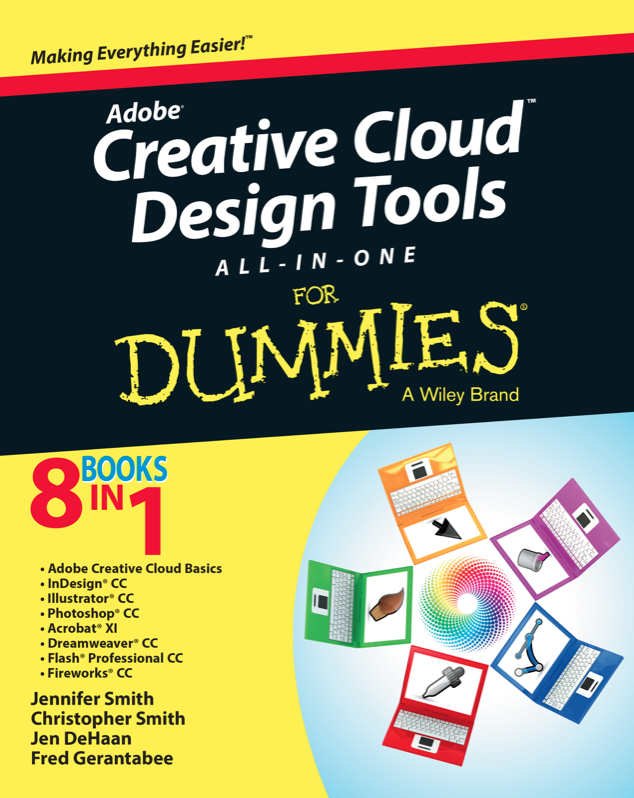 Making Everything Easier!™
Adobe®
Creative Cloud™
Design Tools
ALL-IN-ONE
FOR
DUMMIES®
A Wiley Brand
8 BOOKS IN 1
• Adobe Creative Cloud Basics
• InDesign® CC
• Illustrator® CC
• Photoshop® CC
• Acrobat® XI
• Dreamweaver® CC
• Flash® Professional CC
• Fireworks® CC
Jennifer Smith
Christopher Smith
Jen DeHaan
Fred Gerantabee